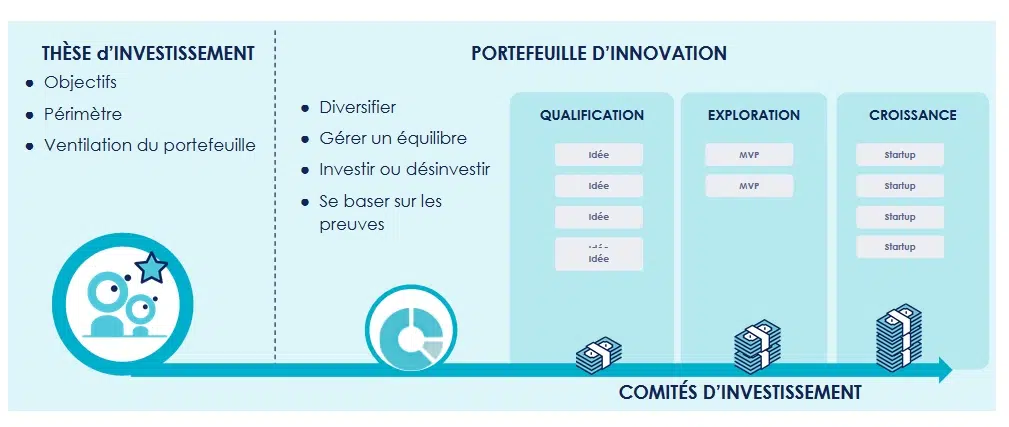 THÈSE d'INVESTISSEMENT
Objectifs
Périmètre
Ventilation du portefeuille
PORTEFEUILLE D'INNOVATION
Diversifier
Gérer un équilibre
Investir ou désinvestir
Se baser sur les
preuves
QUALIFICATION
Idée
Idée
Idée
Idée
Idée
EXPLORATION
MVP
MVP
CROISSANCE
Startup
Startup
Startup
Startup
COMITÉS D'INVESTISSEMENT